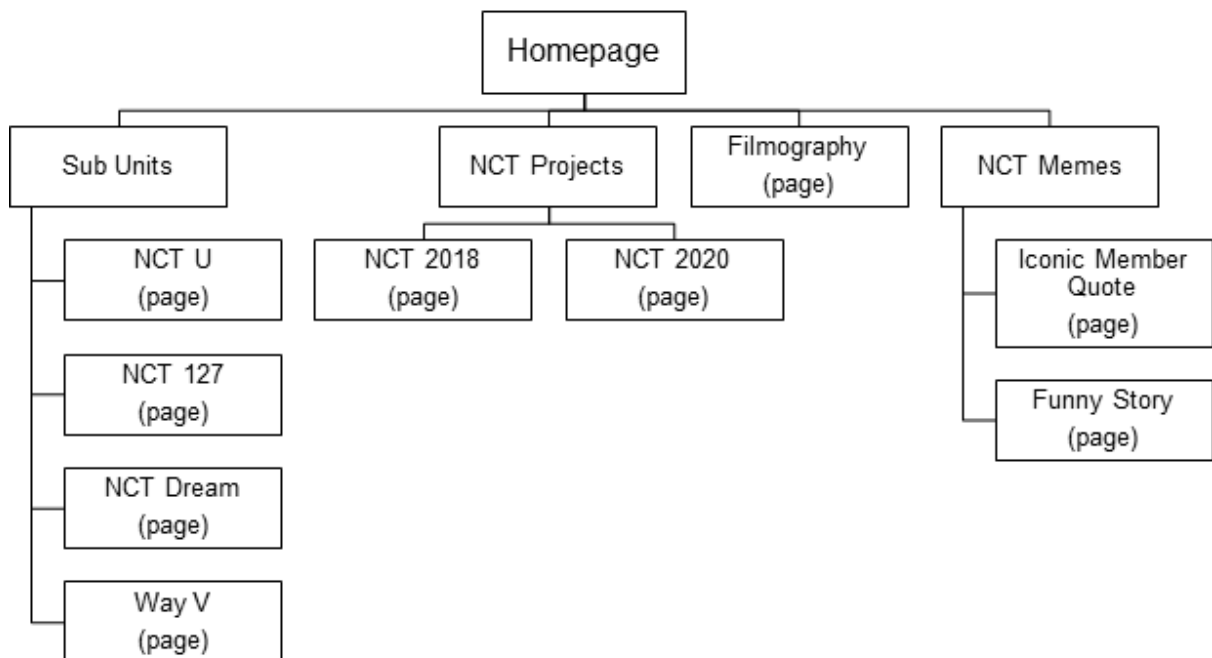 Homepage
Sub Units
NCT Projects
Filmography
(page)
NCT Memes
NCT U
(page)
NCT 127
(page)
NCT Dream
(page)
Way V
(page)
NCT 2018
(page)
NCT 2020
(page)
Iconic Member
Quote
(page)
Funny Story
(page)